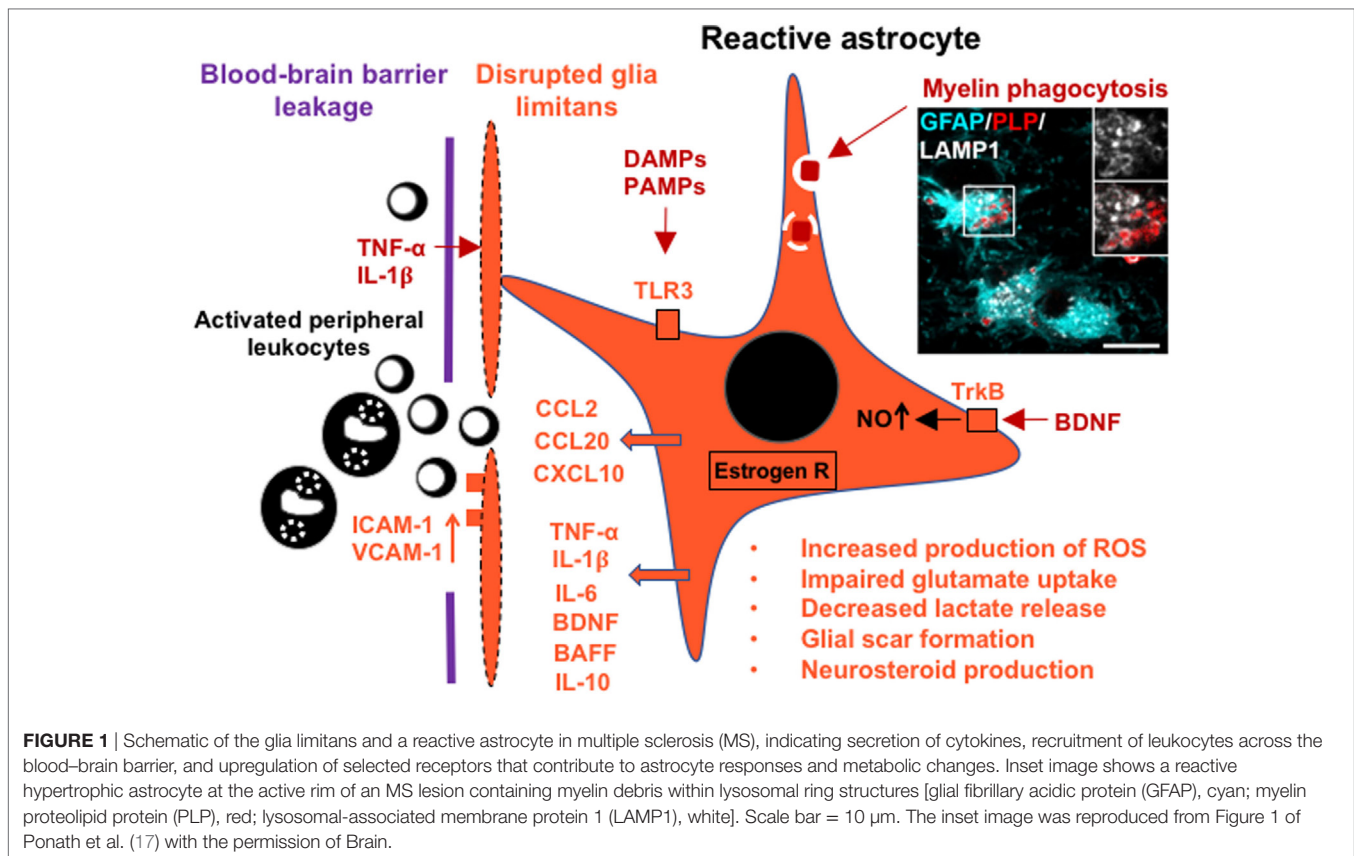 Reactive astrocyte
Blood-brain barrier
leakage
Disrupted glia
limitans
Myelin phagocytosis
GFAP/PLP/
LAMP1
DAMPs
PAMPs
TNF-α
IL-1β
TLR3
Activated peripheral
leukocytes
TrkB
NO↑
BDNF
CCL2
CCL20
CXCL10
Estrogen R
ICAM-1
VCAM-1
TNF-α
IL-1β
IL-6
BDNF
BAFF
IL-10
• Increased production of ROS
• Impaired glutamate uptake
• Decreased lactate release
• Glial scar formation
• Neurosteroid production
FIGURE 1 | Schematic of the glia limitans and a reactive astrocyte in multiple sclerosis (MS), indicating secretion of cytokines, recruitment of leukocytes across the
blood–brain barrier, and upregulation of selected receptors that contribute to astrocyte responses and metabolic changes. Inset image shows a reactive
hypertrophic astrocyte at the active rim of an MS lesion containing myelin debris within lysosomal ring structures [glial fibrillary acidic protein (GFAP), cyan; myelin
proteolipid protein (PLP), red; lysosomal-associated membrane protein 1 (LAMP1), white]. Scale bar = 10 μm. The inset image was reproduced from Figure 1 of
Ponath et al. (17) with the permission of Brain.